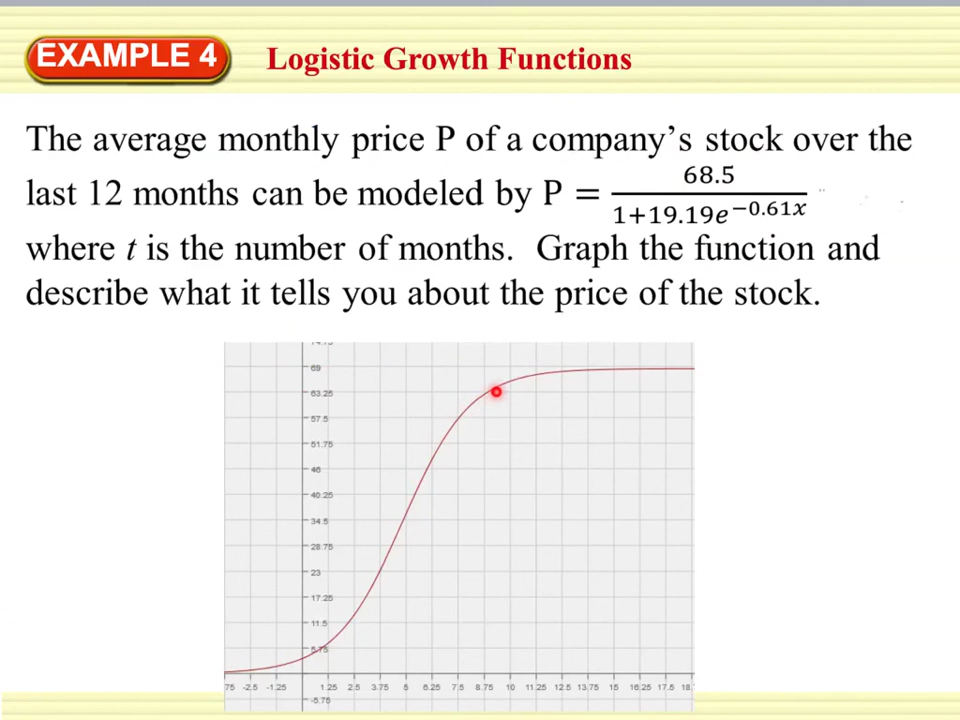 EXAMPLE 4 Logistic Growth Functions
The average monthly price P of a company’s stock over the
last 12 months can be modeled by P = 68.5 / 1+19.19e^−0.61x
where t is the number of months. Graph the function and
describe what it tells you about the price of the stock.
74.75
69
63.25
57.5
51.75
46
40.25
34.5
28.75
23
17.25
11.5
5.75
75 -2.5 -1.25 1.25 2.5 3.75 5 6.25 7.5 8.75 10 11.25 12.5 13.75 15 16.25 17.5 18.
-5.75